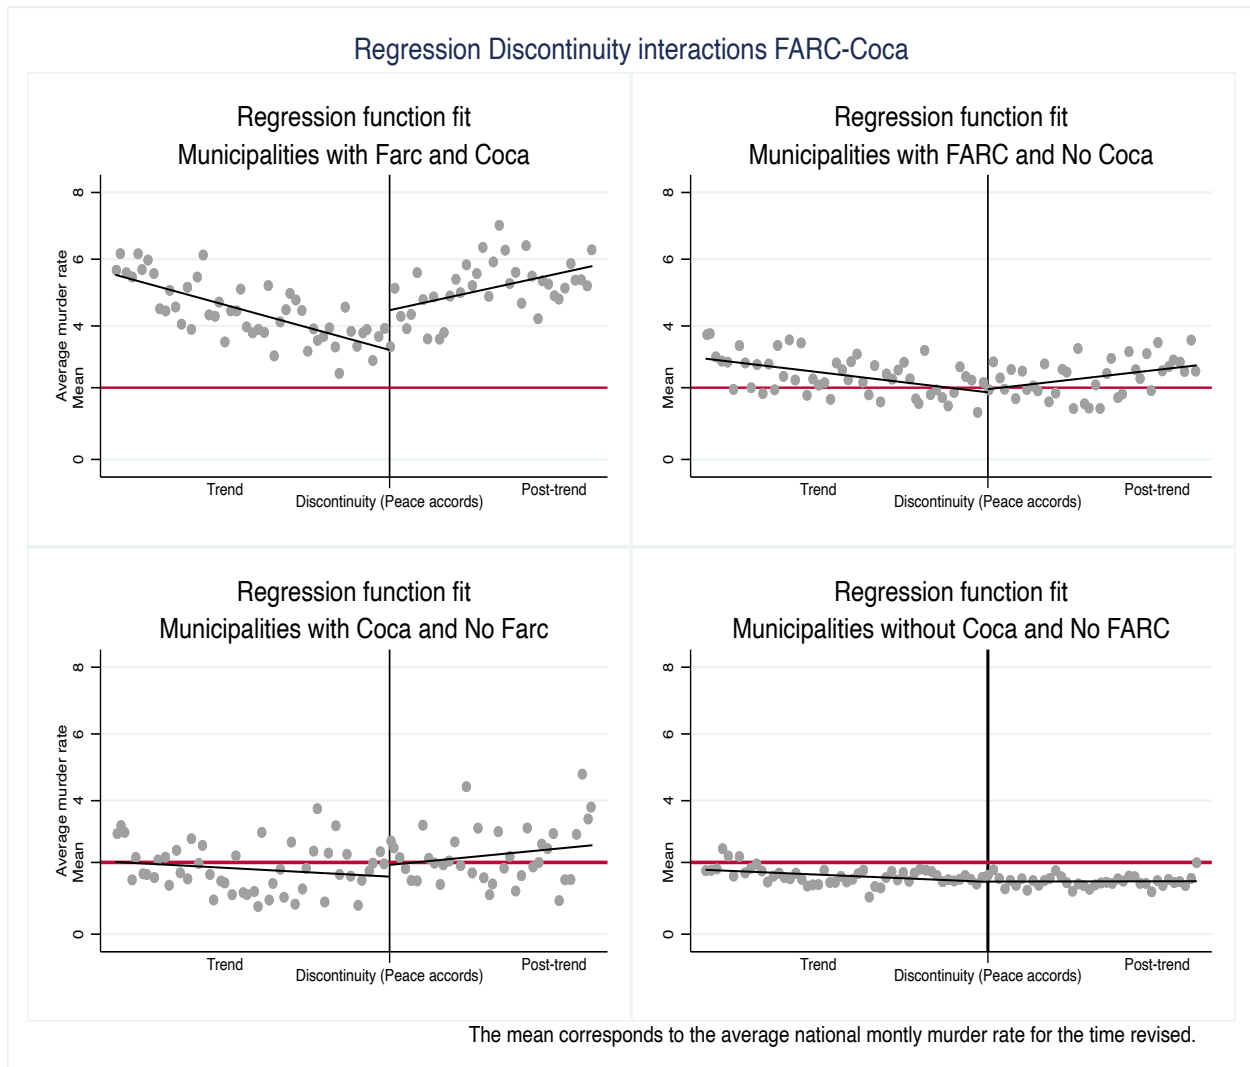 Regression Discontinuity interactions FARC-Coca
Regression function fit
Municipalities with Farc and Coca
Average murder rate
Mean
8
6
4
0
Trend
Discontinuity (Peace accords)
Post-trend
Regression function fit
Municipalities with FARC and No Coca
Mean
8
6
4
0
Trend
Discontinuity (Peace accords)
Post-trend
Regression function fit
Municipalities with Coca and No Farc
Average murder rate
Mean
8
6
4
0
Trend
Discontinuity (Peace accords)
Post-trend
Regression function fit
Municipalities without Coca and No FARC
Mean
8
6
4
0
Trend
Discontinuity (Peace accords)
Post-trend
The mean corresponds to the average national montly murder rate for the time revised.